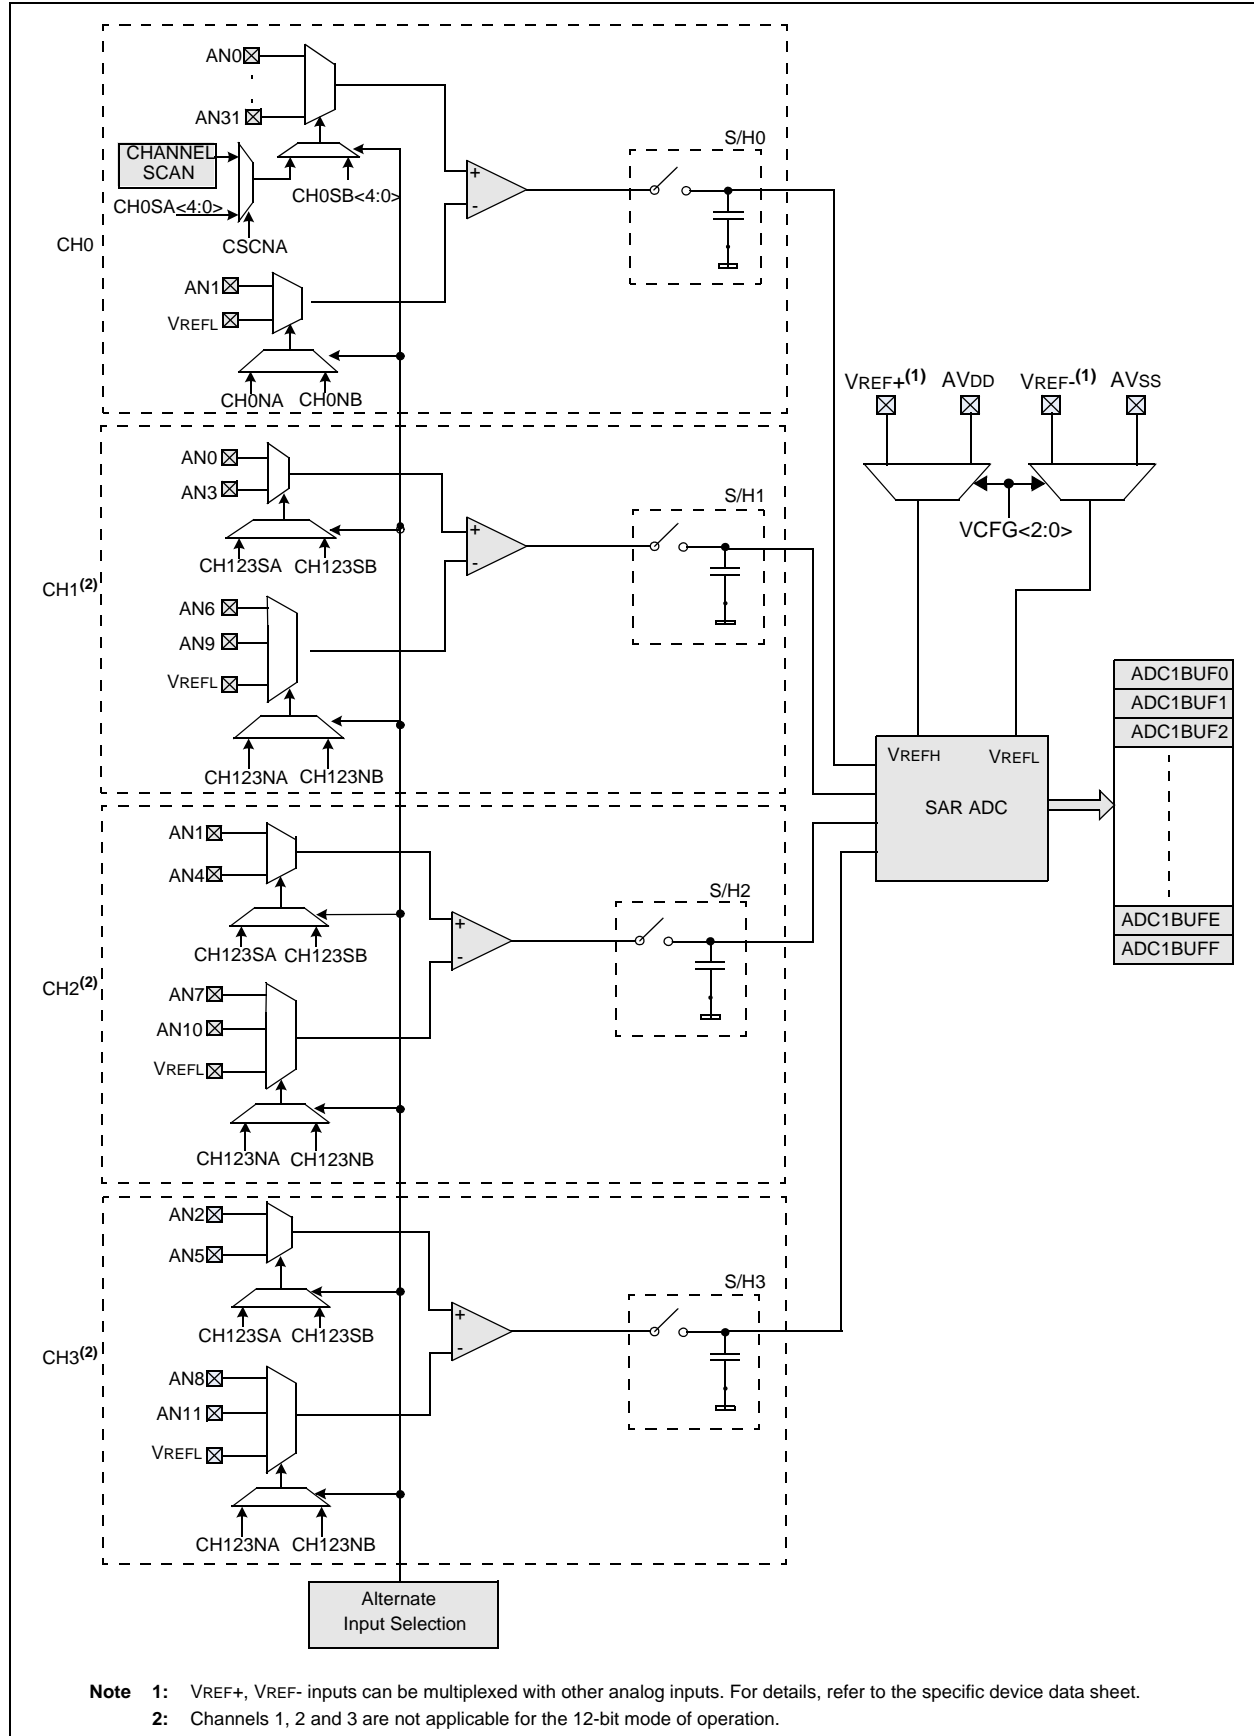 AN0
AN31
CHANNEL
SCAN
CH0SA<4:0>
CH0SB<4:0>
CSCNA
CH0
AN1
VREFL
CH0NA CH0NB
+
-
S/H0
AN0
AN3
CH123SA CH123SB
CH1(2)
AN6
AN9
VREFL
CH123NA CH123NB
+
-
S/H1
AN1
AN4
CH123SA CH123SB
CH2(2)
AN7
AN10
VREFL
CH123NA CH123NB
+
-
S/H2
AN2
AN5
CH123SA CH123SB
CH3(2)
AN8
AN11
VREFL
CH123NA CH123NB
+
-
S/H3
VREF+(1) AVDD VREF-(1) AVSS
VCFG<2:0>
VREFH VREFL
SAR ADC
ADC1BUF0
ADC1BUF1
ADC1BUF2
ADC1BUFE
ADC1BUFF
Alternate
Input Selection
Note 1: VREF+, VREF- inputs can be multiplexed with other analog inputs. For details, refer to the specific device data sheet.
2: Channels 1, 2 and 3 are not applicable for the 12-bit mode of operation.